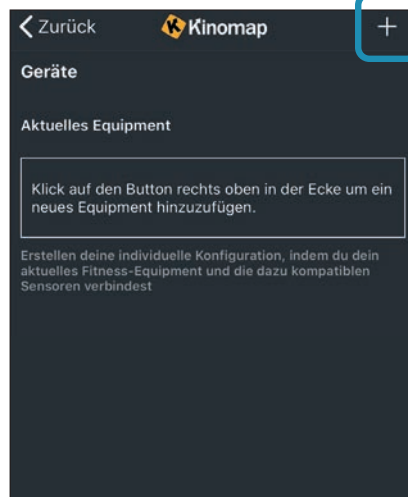 Zurück
Kinomap
Geräte
Aktuelles Equipment
Klick auf den Button rechts oben in der Ecke um ein
neues Equipment hinzuzufügen.
Erstellen deine individuelle Konfiguration, indem du dein
aktuelles Fitness-Equipment und die dazu kompatiblen
Sensoren verbindest